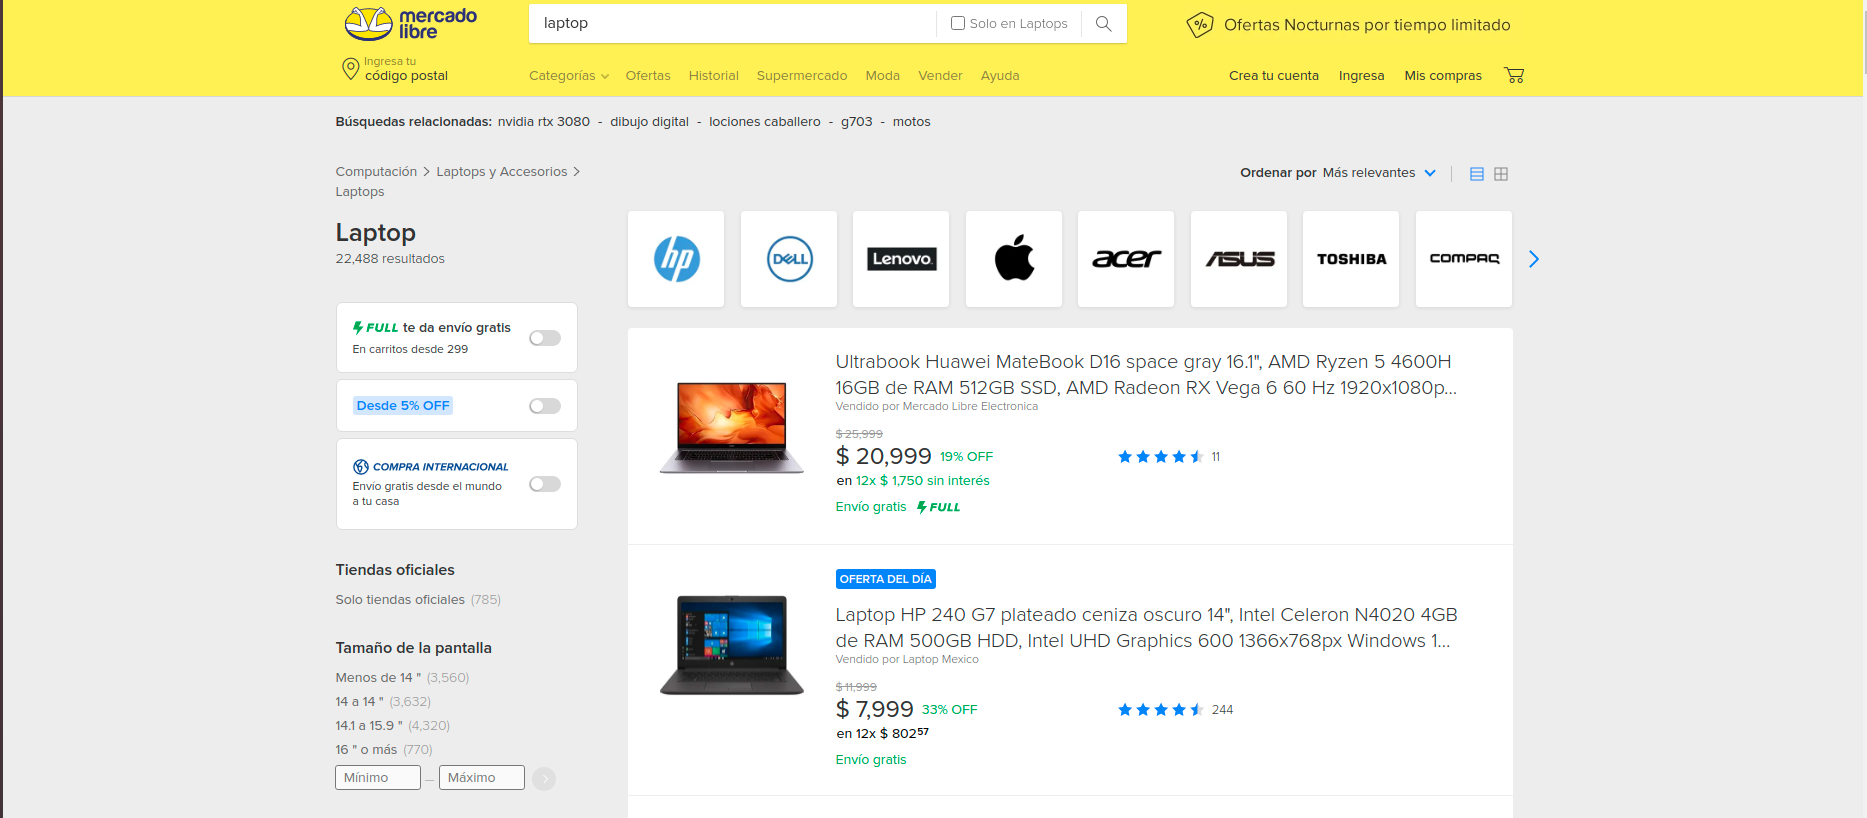 mercado
libre
laptop
Solo en Laptops
Ofertas Nocturnas por tiempo limitado
Ingresa tu
código postal
Categorías
Ofertas
Historial
Supermercado
Moda
Vender
Ayuda
Crea tu cuenta
Ingresa
Mis compras
Búsquedas relacionadas: nvidia rtx 3080 - dibujo digital - lociones caballero - g703 - motos
Computación > Laptops y Accesorios >
Laptops
Ordenar por Más relevantes
Laptop
22,488 resultados
hp
DELL
Lenovo
acer
ASUS
TOSHIBA
COMPAQ
FULL te da envío gratis
En carritos desde 299
Desde 5% OFF
COMPRA INTERNACIONAL
Envío gratis desde el mundo
a tu casa
Tiendas oficiales
Solo tiendas oficiales (785)
Tamaño de la pantalla
Menos de 14 " (3,560)
14 a 14 " (3,632)
14.1 a 15.9 " (4,320)
16 " o más (770)
Mínimo — Máximo
Ultrabook Huawei MateBook D16 space gray 16.1", AMD Ryzen 5 4600H
16GB de RAM 512GB SSD, AMD Radeon RX Vega 6 60 Hz 1920x1080p...
Vendido por Mercado Libre Electronica
$ 25,999
$ 20,999 19% OFF
11
en 12x $ 1,750 sin interés
Envío gratis FULL
OFERTA DEL DÍA
Laptop HP 240 G7 plateado ceniza oscuro 14", Intel Celeron N4020 4GB
de RAM 500GB HDD, Intel UHD Graphics 600 1366x768px Windows 1...
Vendido por Laptop Mexico
$ 11,999
$ 7,999 33% OFF
244
en 12x $ 802 57
Envío gratis